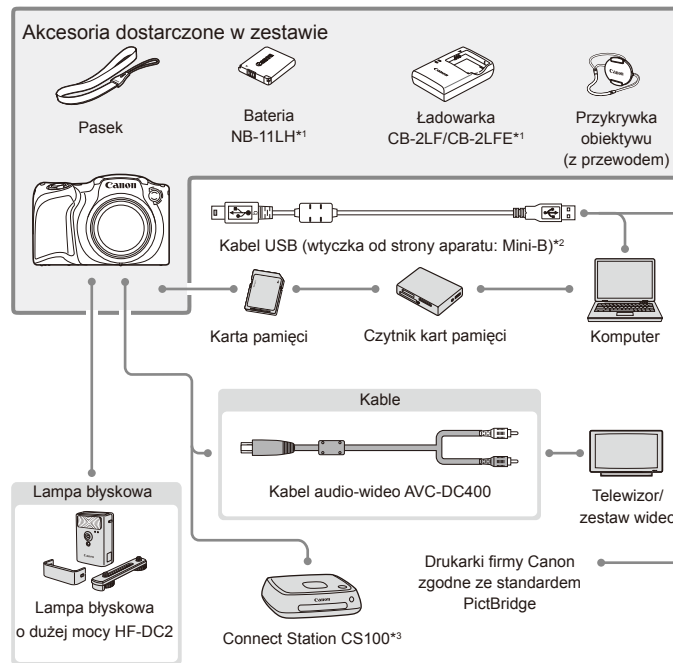 Akcesoria dostarczone w zestawie
Pasek
Bateria
NB-11LH*1
Ładowarka
CB-2LF/CB-2LFE*1
Przykrywka
obiektywu
(z przewodem)
Canon
Kabel USB (wtyczka od strony aparatu: Mini-B)*2
Karta pamięci
Czytnik kart pamięci
Komputer
Kable
Kabel audio-wideo AVC-DC400
Telewizor/
zestaw wideo
Lampa błyskowa
Lampa błyskowa
o dużej mocy HF-DC2
Canon
Connect Station CS100*3
Drukarki firmy Canon
zgodne ze standardem
PictBridge